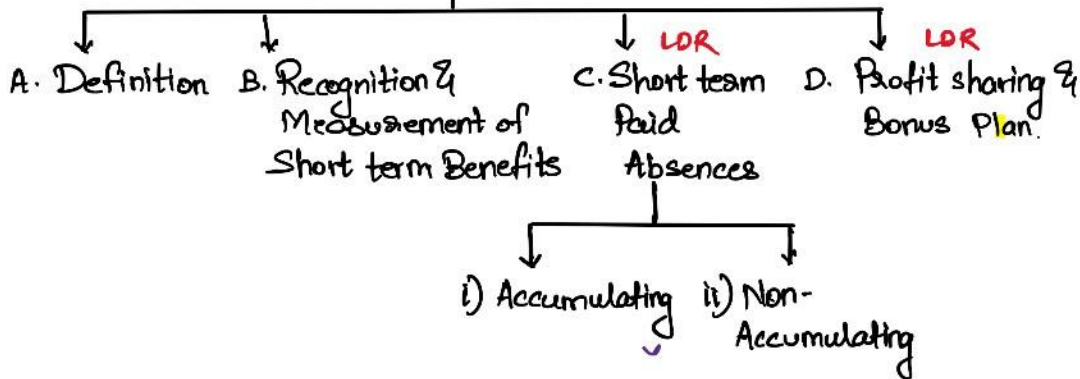 LDR
LDR
A. Definition
B. Recognition &
Measurement of
Short term Benefits
C. Short team
Paid
Absences
D. Profit sharing &
Bonus Plan.
i) Accumulating
ii) Non-
Accumulating